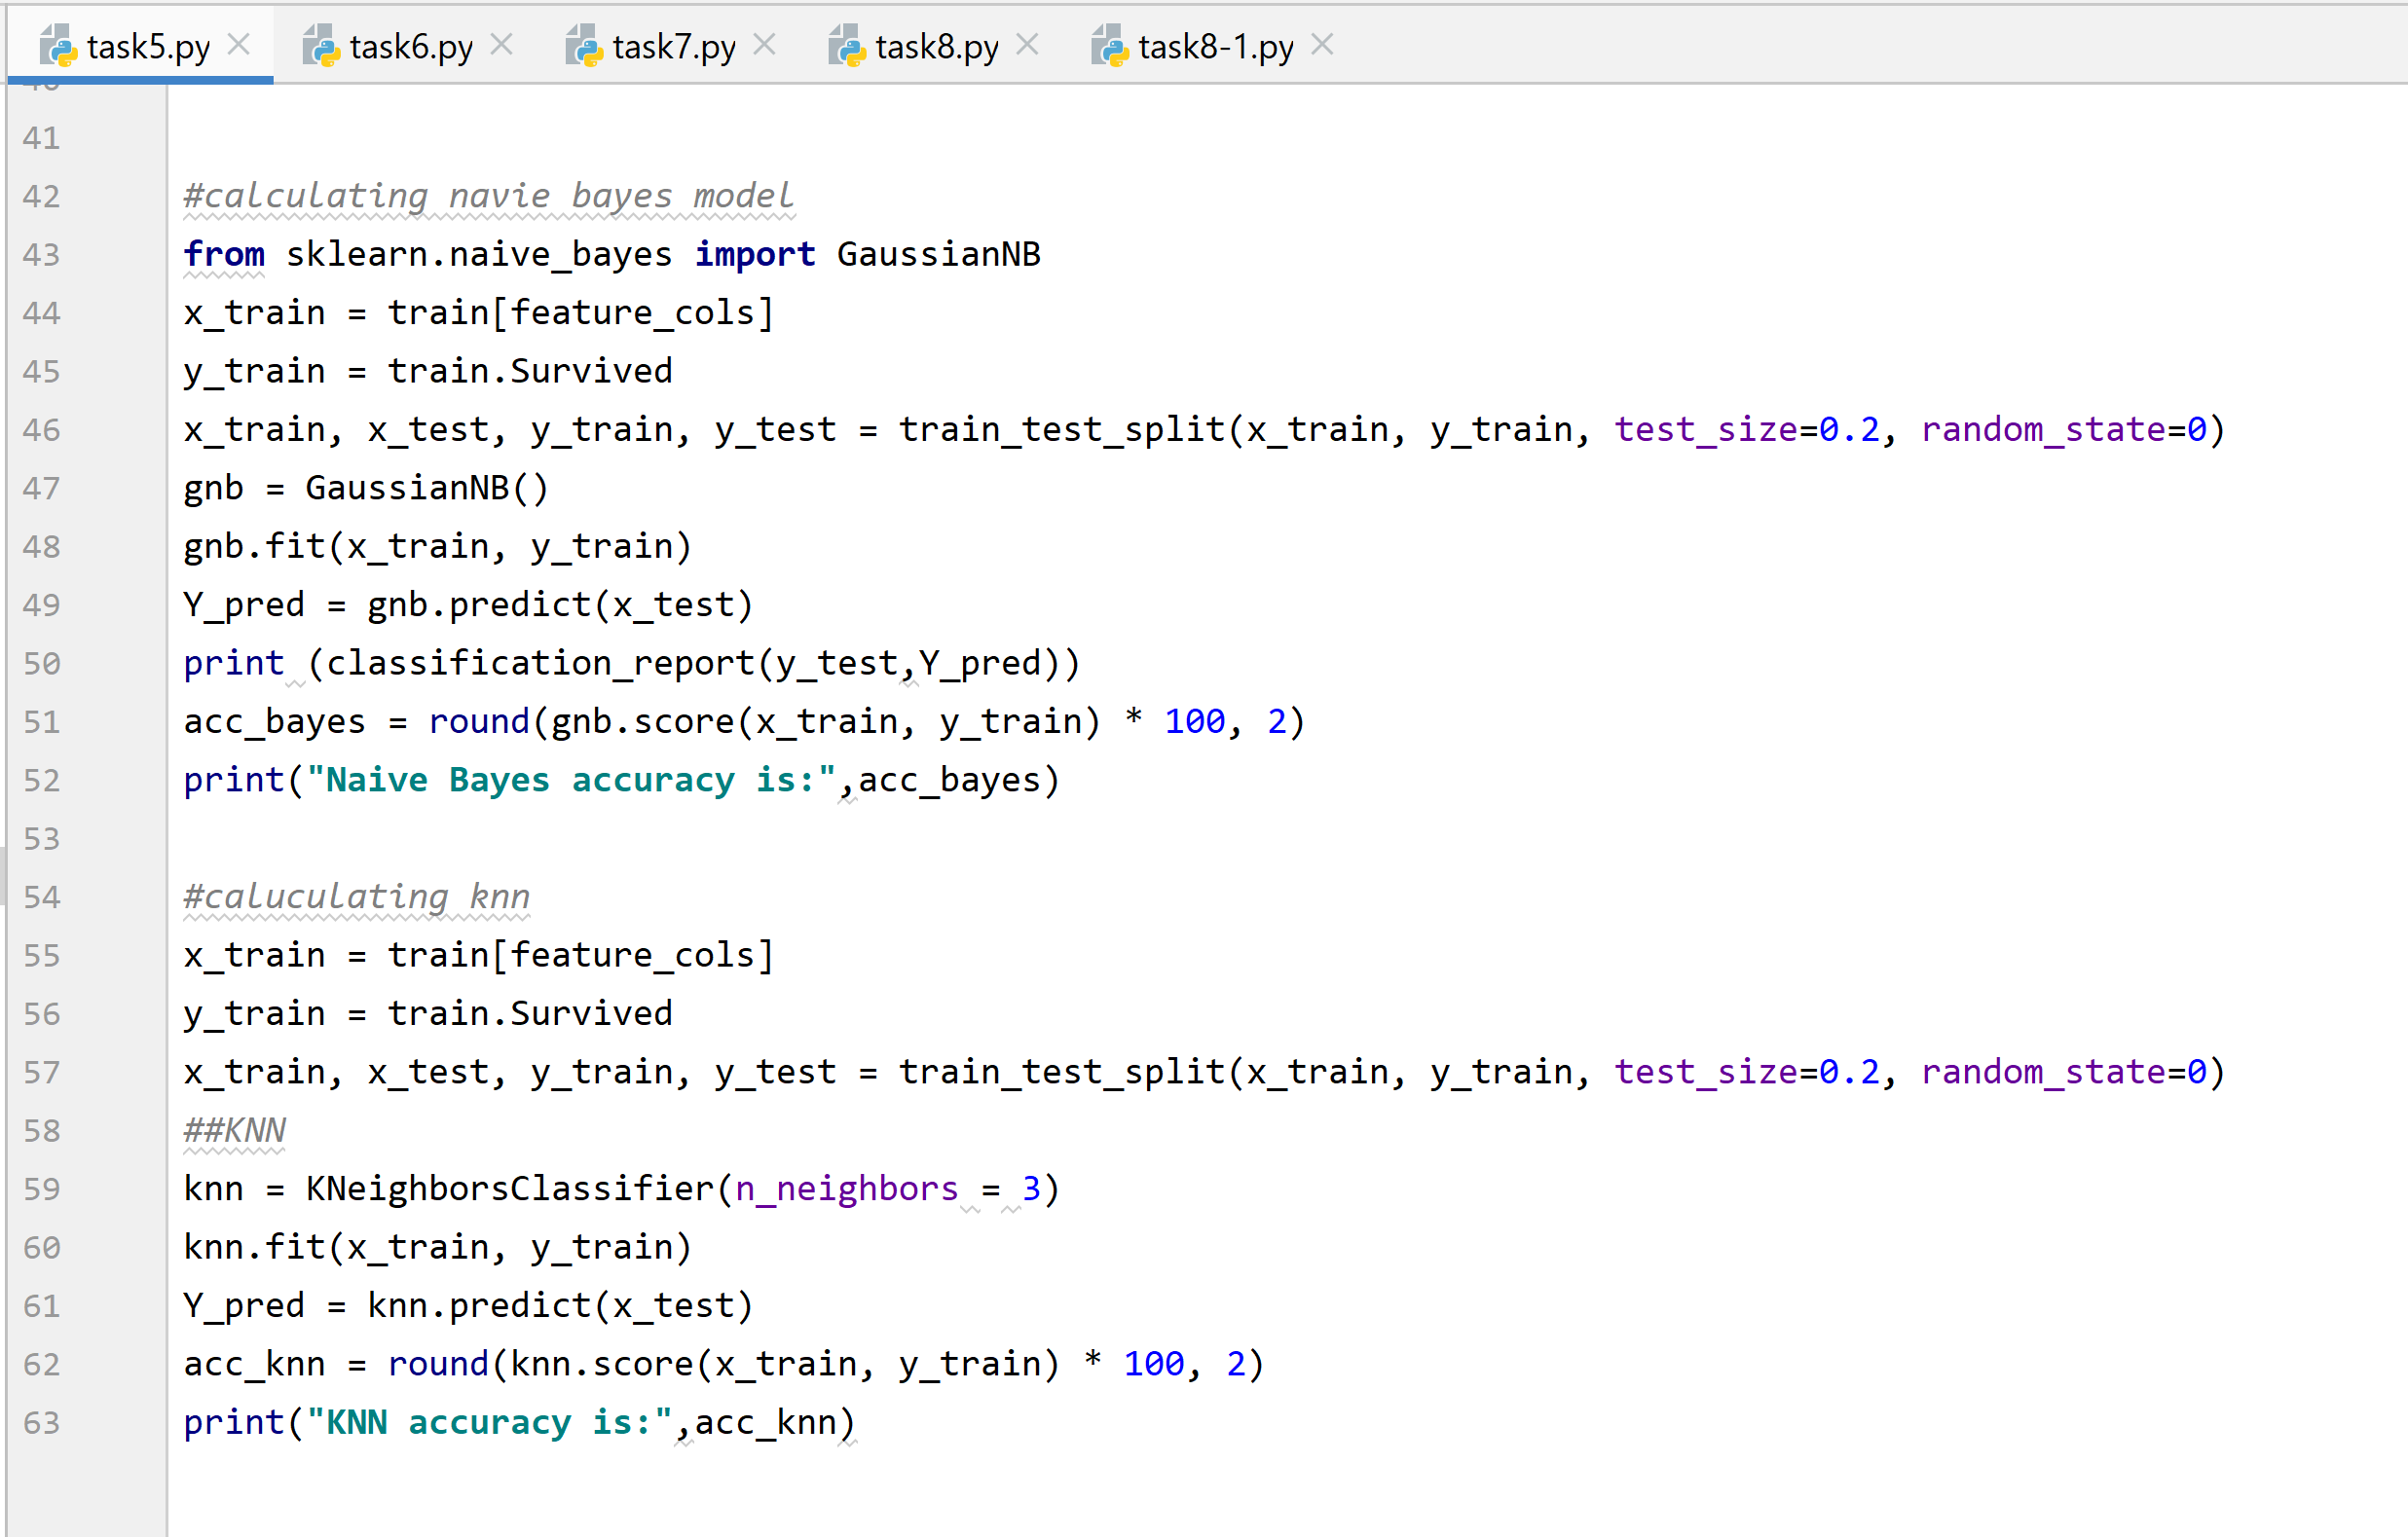 task5.py task6.py task7.py task8.py task8-1.py
41
42 #calculating navie bayes model
43 from sklearn.naive_bayes import GaussianNB
44 x_train = train[feature_cols]
45 y_train = train.Survived
46 x_train, x_test, y_train, y_test = train_test_split(x_train, y_train, test_size=0.2, random_state=0)
47 gnb = GaussianNB()
48 gnb.fit(x_train, y_train)
49 Y_pred = gnb.predict(x_test)
50 print (classification_report(y_test,Y_pred))
51 acc_bayes = round(gnb.score(x_train, y_train) * 100, 2)
52 print("Naive Bayes accuracy is:",acc_bayes)
53
54 #caluculating knn
55 x_train = train[feature_cols]
56 y_train = train.Survived
57 x_train, x_test, y_train, y_test = train_test_split(x_train, y_train, test_size=0.2, random_state=0)
58 ##KNN
59 knn = KNeighborsClassifier(n_neighbors = 3)
60 knn.fit(x_train, y_train)
61 Y_pred = knn.predict(x_test)
62 acc_knn = round(knn.score(x_train, y_train) * 100, 2)
63 print("KNN accuracy is:",acc_knn)